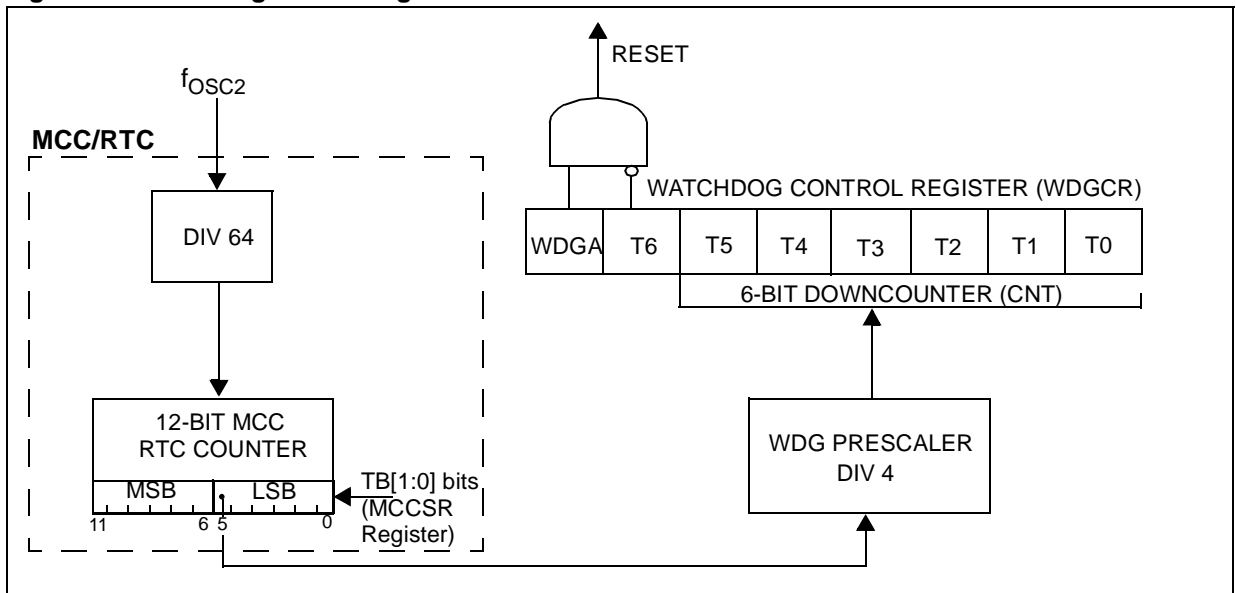 RESET
fOSC2
MCC/RTC
DIV 64
WATCHDOG CONTROL REGISTER (WDGCR)
WDGA T6 T5 T4 T3 T2 T1 T0
6-BIT DOWNCOUNTER (CNT)
12-BIT MCC
RTC COUNTER
MSB LSB
11 6 5 0
TB[1:0] bits
(MCCSR
Register)
WDG PRESCALER
DIV 4